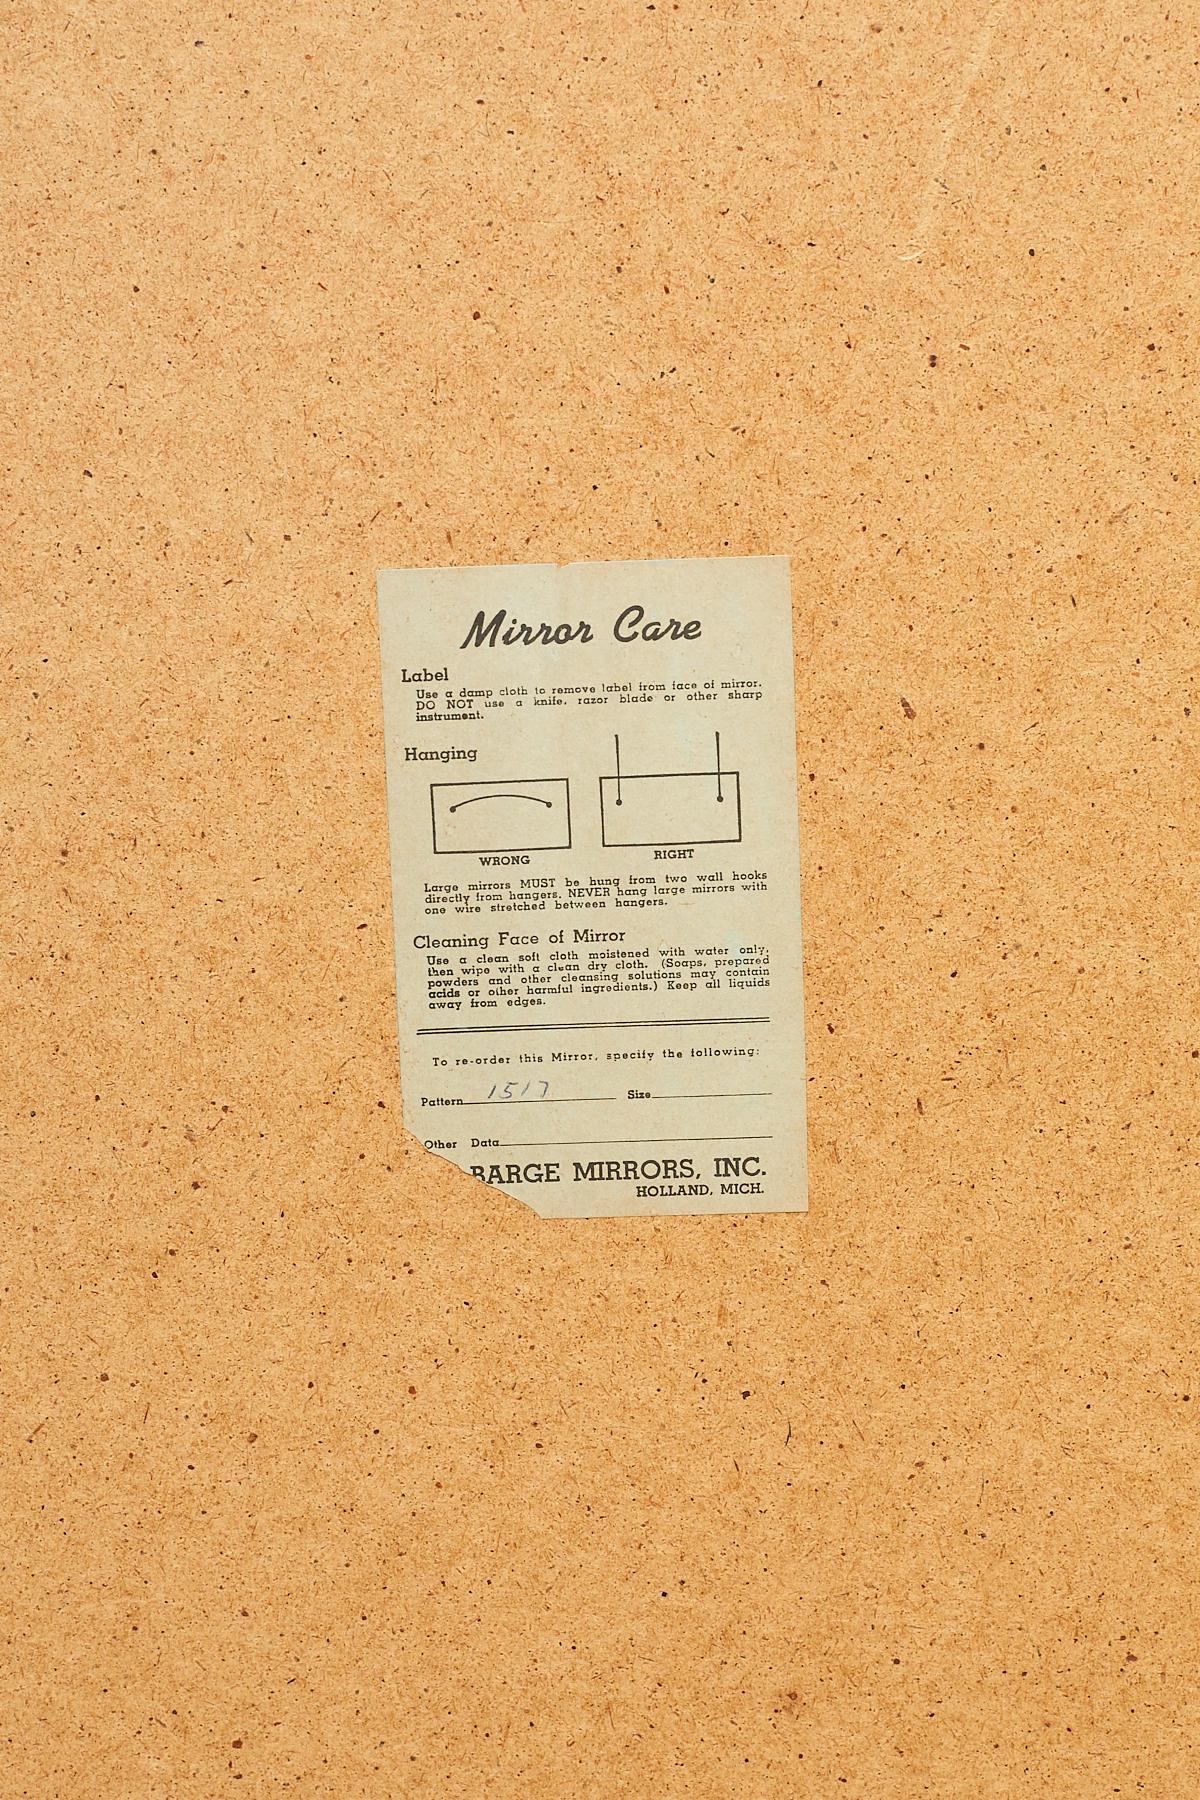 Mirror Care
Label
Use a damp cloth to remove label from face of mirror.
DO NOT use a knife, razor blade or other sharp
instrument.
Hanging
WRONG
RIGHT
Large mirrors MUST be hung from two wall hooks
directly from hangers. NEVER hang large mirrors with
one wire stretched between hangers.
Cleaning Face of Mirror
Use a clean soft cloth moistened with water only,
then wipe with a clean dry cloth. (Soaps, prepared
powders and other cleansing solutions may contain
acids or other harmful ingredients.) Keep all liquids
away from edges.
To re-order this Mirror, specify the following:
Pattern 1517 Size
Other Data
BARGE MIRRORS, INC.
HOLLAND, MICH.